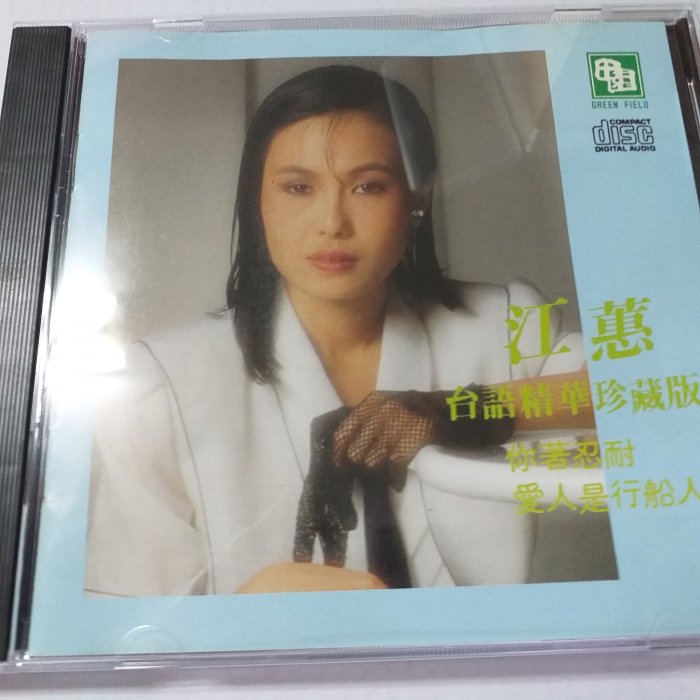 GREEN FIELD
COMPACT
disc
DIGITAL AUDIO
江蕙
台語精華珍藏版
你著忍耐
愛人是行船人